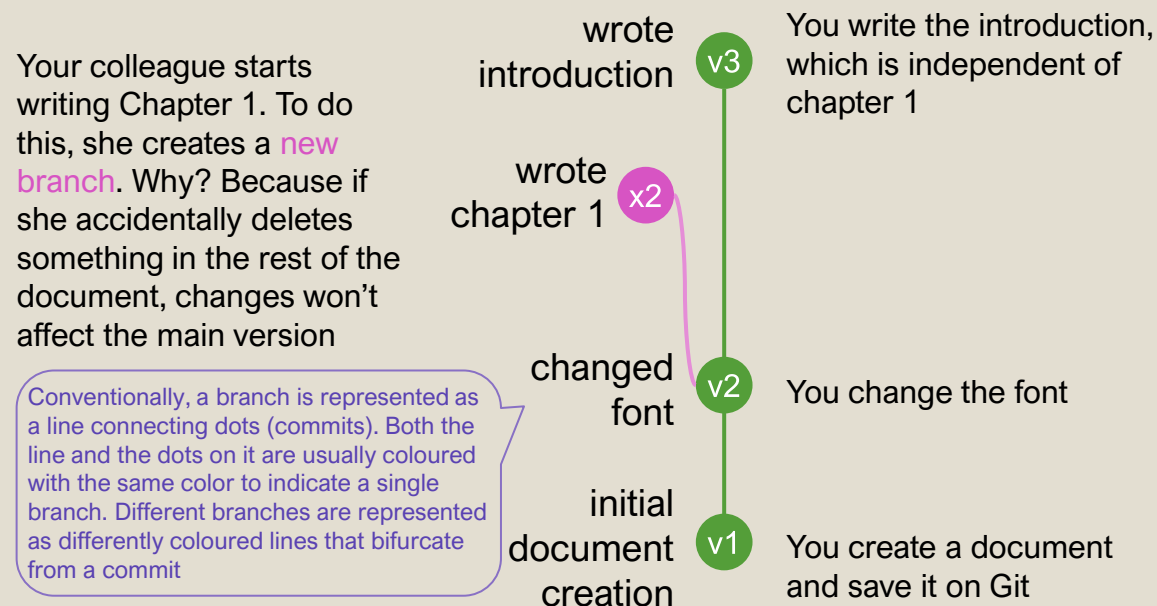 Your colleague starts
writing Chapter 1. To do
this, she creates a new
branch. Why? Because if
she accidentally deletes
something in the rest of the
document, changes won’t
affect the main version
Conventionally, a branch is represented as
a line connecting dots (commits). Both the
line and the dots on it are usually coloured
with the same color to indicate a single
branch. Different branches are represented
as differently coloured lines that bifurcate
from a commit
wrote
introduction
v3
You write the introduction,
which is independent of
chapter 1
wrote
chapter 1
x2
changed
font
v2
You change the font
initial
document
creation
v1
You create a document
and save it on Git